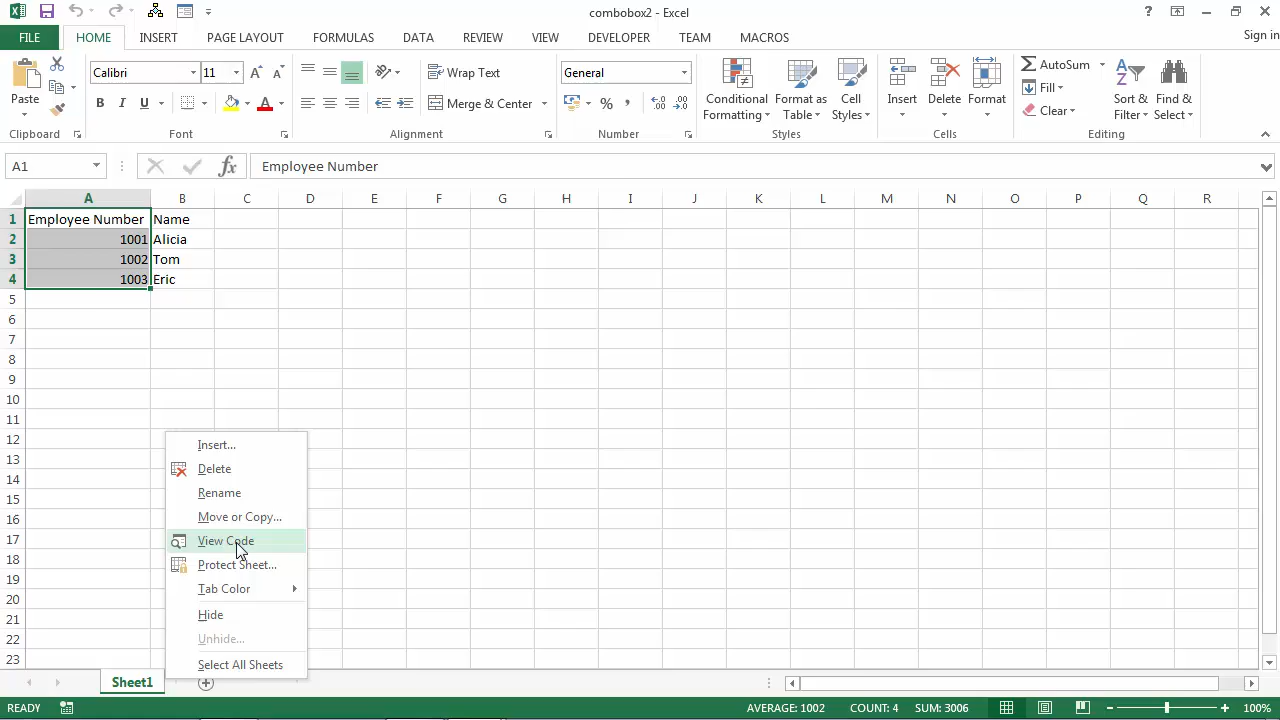 combobox2 - Excel
?
Sign in
FILE HOME INSERT PAGE LAYOUT FORMULAS DATA REVIEW VIEW DEVELOPER TEAM MACROS
Paste
Clipboard
Calibri 11
B I U
Font
Wrap Text
Merge & Center
Alignment
General
% ,
Number
Conditional Formatting
Format as Table
Cell Styles
Styles
Insert Delete Format
Cells
AutoSum
Fill
Clear
Sort & Filter
Find & Select
Editing
A1 fx Employee Number
A B C D E F G H I J K L M N O P Q R
1 Employee Number Name
2 1001 Alicia
3 1002 Tom
4 1003 Eric
5
6
7
8
9
10
11
12
13
14
15
16
17
18
19
20
21
22
23
Insert...
Delete
Rename
Move or Copy...
View Code
Protect Sheet...
Tab Color
Hide
Unhide...
Select All Sheets
Sheet1
READY AVERAGE: 1002 COUNT: 4 SUM: 3006 100%